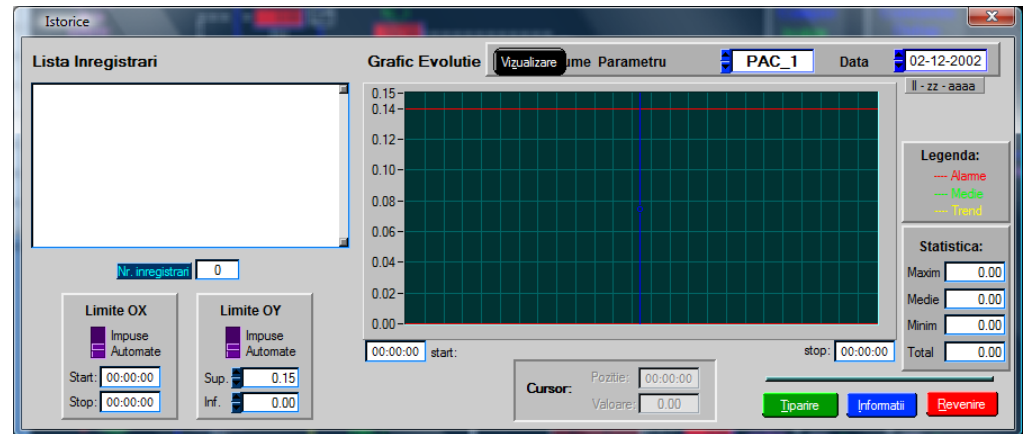 Istorice
Lista Inregistrari
Grafic Evolutie
Vizualizare ume Parametru PAC_1 Data 02-12-2002
ll - zz - aaaa
0.15
0.14
0.12
0.10
0.08
0.06
0.04
0.02
0.00
00:00:00 start:
stop: 00:00:00
Legenda:
---- Alarme
---- Medie
---- Trend
Statistica:
Maxim 0.00
Medie 0.00
Minim 0.00
Total 0.00
Nr. inregistrari 0
Limite OX
Impuse
Automate
Start: 00:00:00
Stop: 00:00:00
Limite OY
Impuse
Automate
Sup. 0.15
Inf. 0.00
Cursor:
Pozitie: 00:00:00
Valoare: 0.00
Tiparire
Informatii
Revenire